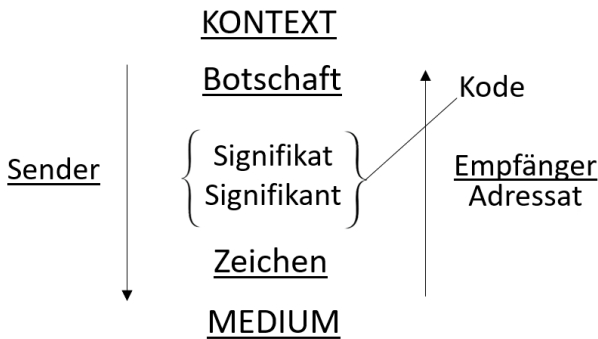 KONTEXT
Botschaft
Kode
Signifikat
Signifikant
Sender
Empfänger
Adressat
Zeichen
MEDIUM